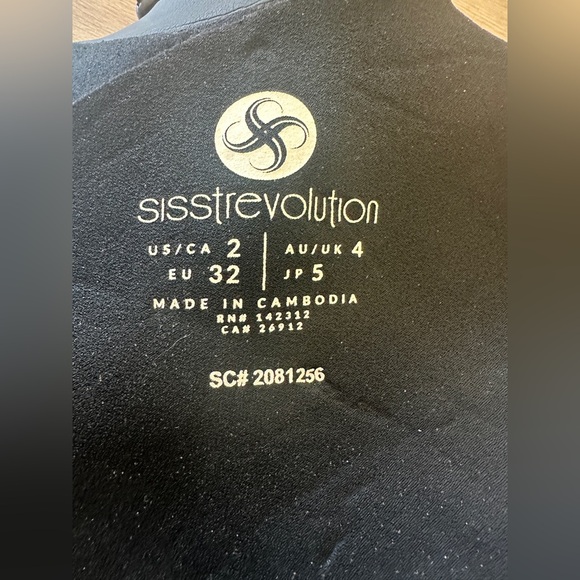 sisstrevolution
US/CA 2 AU/UK 4
EU 32 JP 5
MADE IN CAMBODIA
RN# 142312
CA# 26912
SC# 2081256